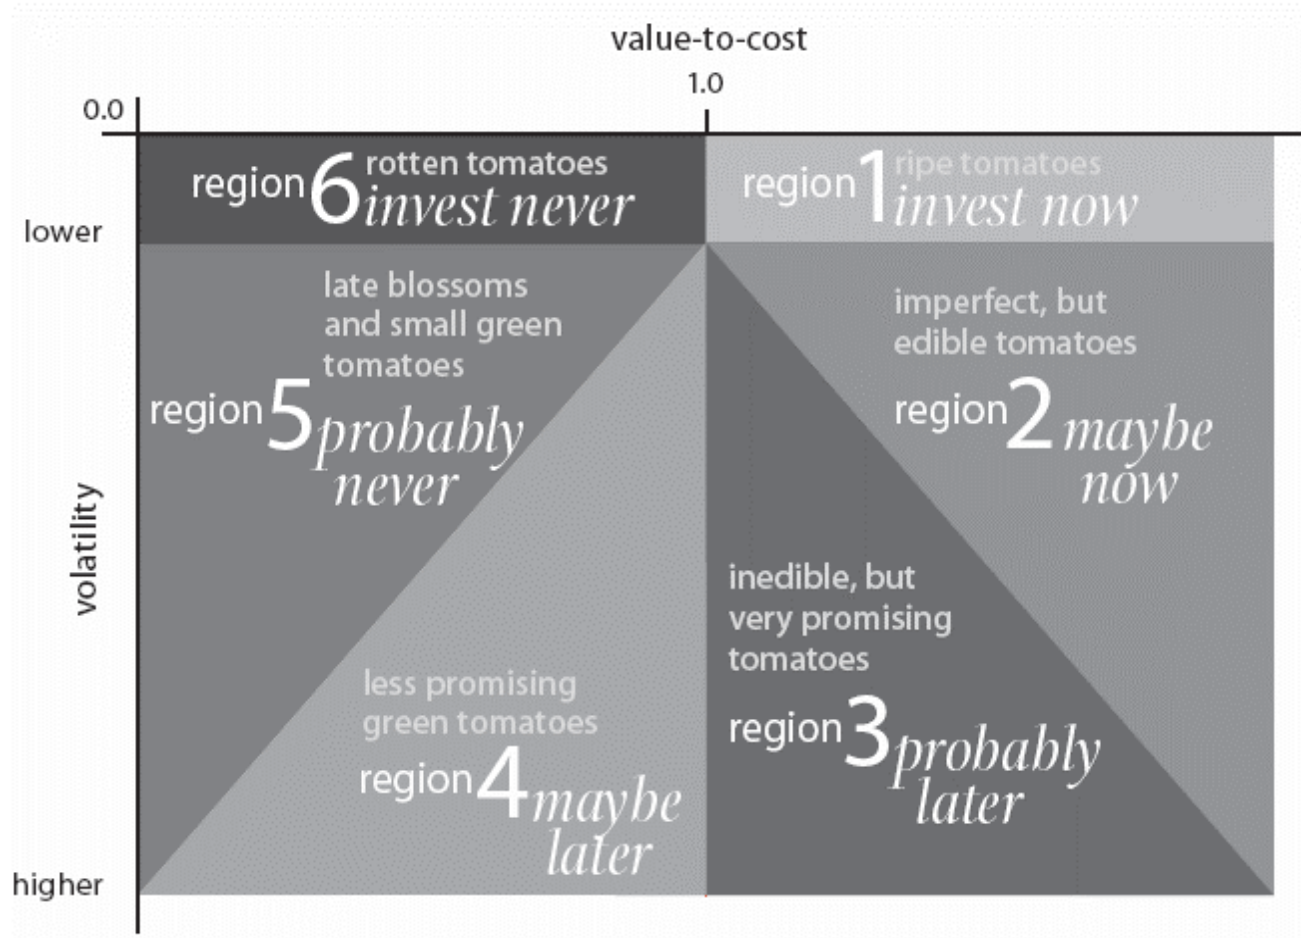 value-to-cost
0.0
1.0
region 6 rotten tomatoes
invest never
region 1 ripe tomatoes
invest now
lower
late blossoms
and small green
tomatoes
region 5 probably
never
imperfect, but
edible tomatoes
region 2 maybe
now
volatility
inedible, but
very promising
tomatoes
region 3 probably
later
less promising
green tomatoes
region 4 maybe
later
higher